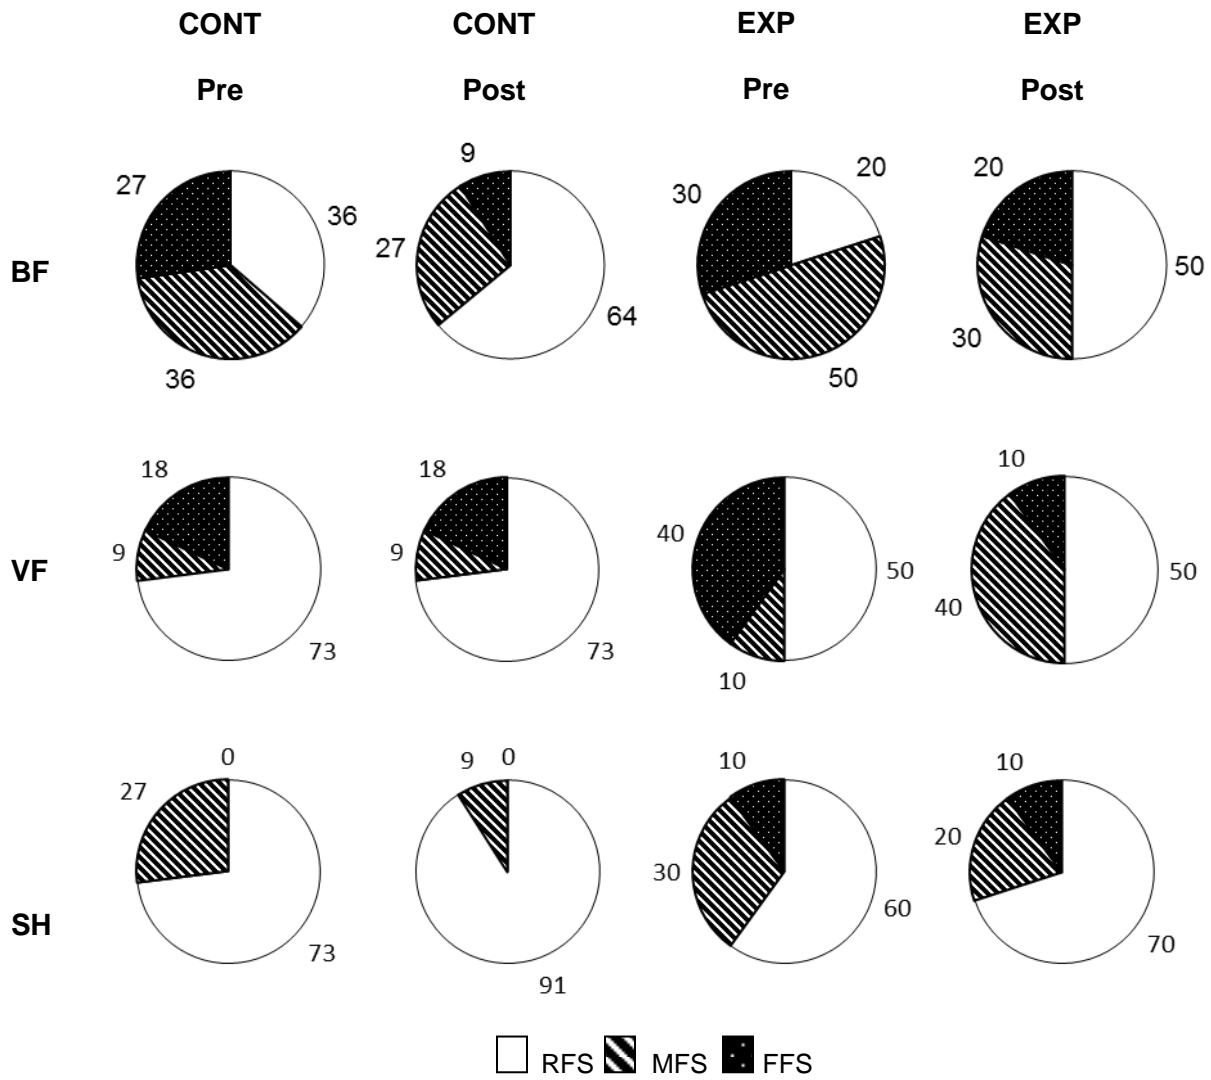 CONT CONT EXP EXP
Pre Post Pre Post
BF
27 36 36
9 27 64
30 20 50
20 50 30
VF
18 9 73
18 9 73
40 50 10
10 50 40
SH
0 27 73
9 0 91
10 30 60
10 20 70
RFS MFS FFS